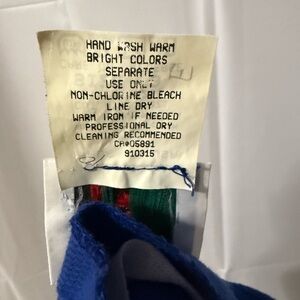 HAND WASH WARM
BRIGHT COLORS
SEPARATE
USE ONLY
NON-CHLORINE BLEACH
LINE DRY
WARM IRON IF NEEDED
PROFESSIONAL DRY
CLEANING RECOMMENDED
CA#05891
910315